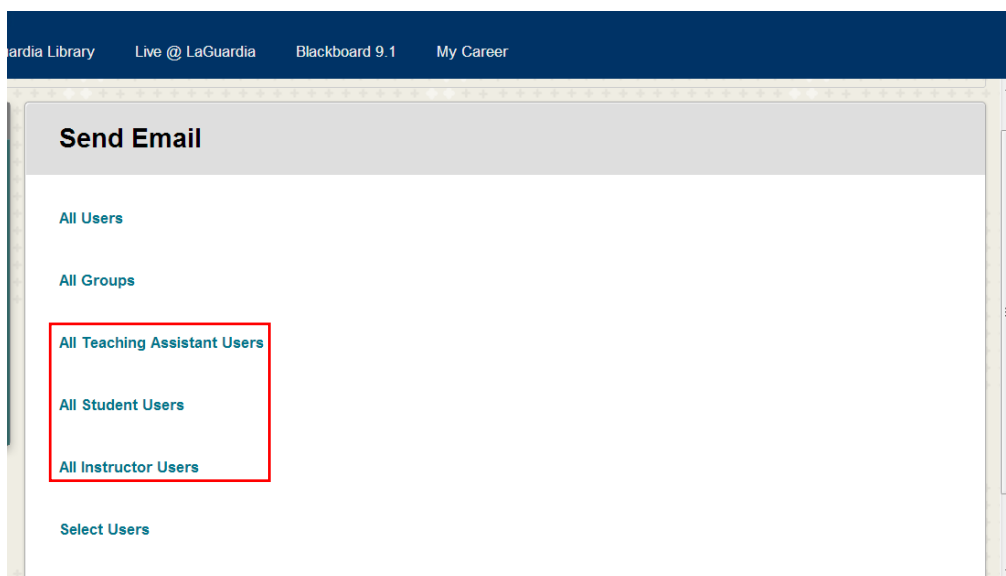 ardia Library Live @ LaGuardia Blackboard 9.1 My Career
Send Email
All Users
All Groups
All Teaching Assistant Users
All Student Users
All Instructor Users
Select Users